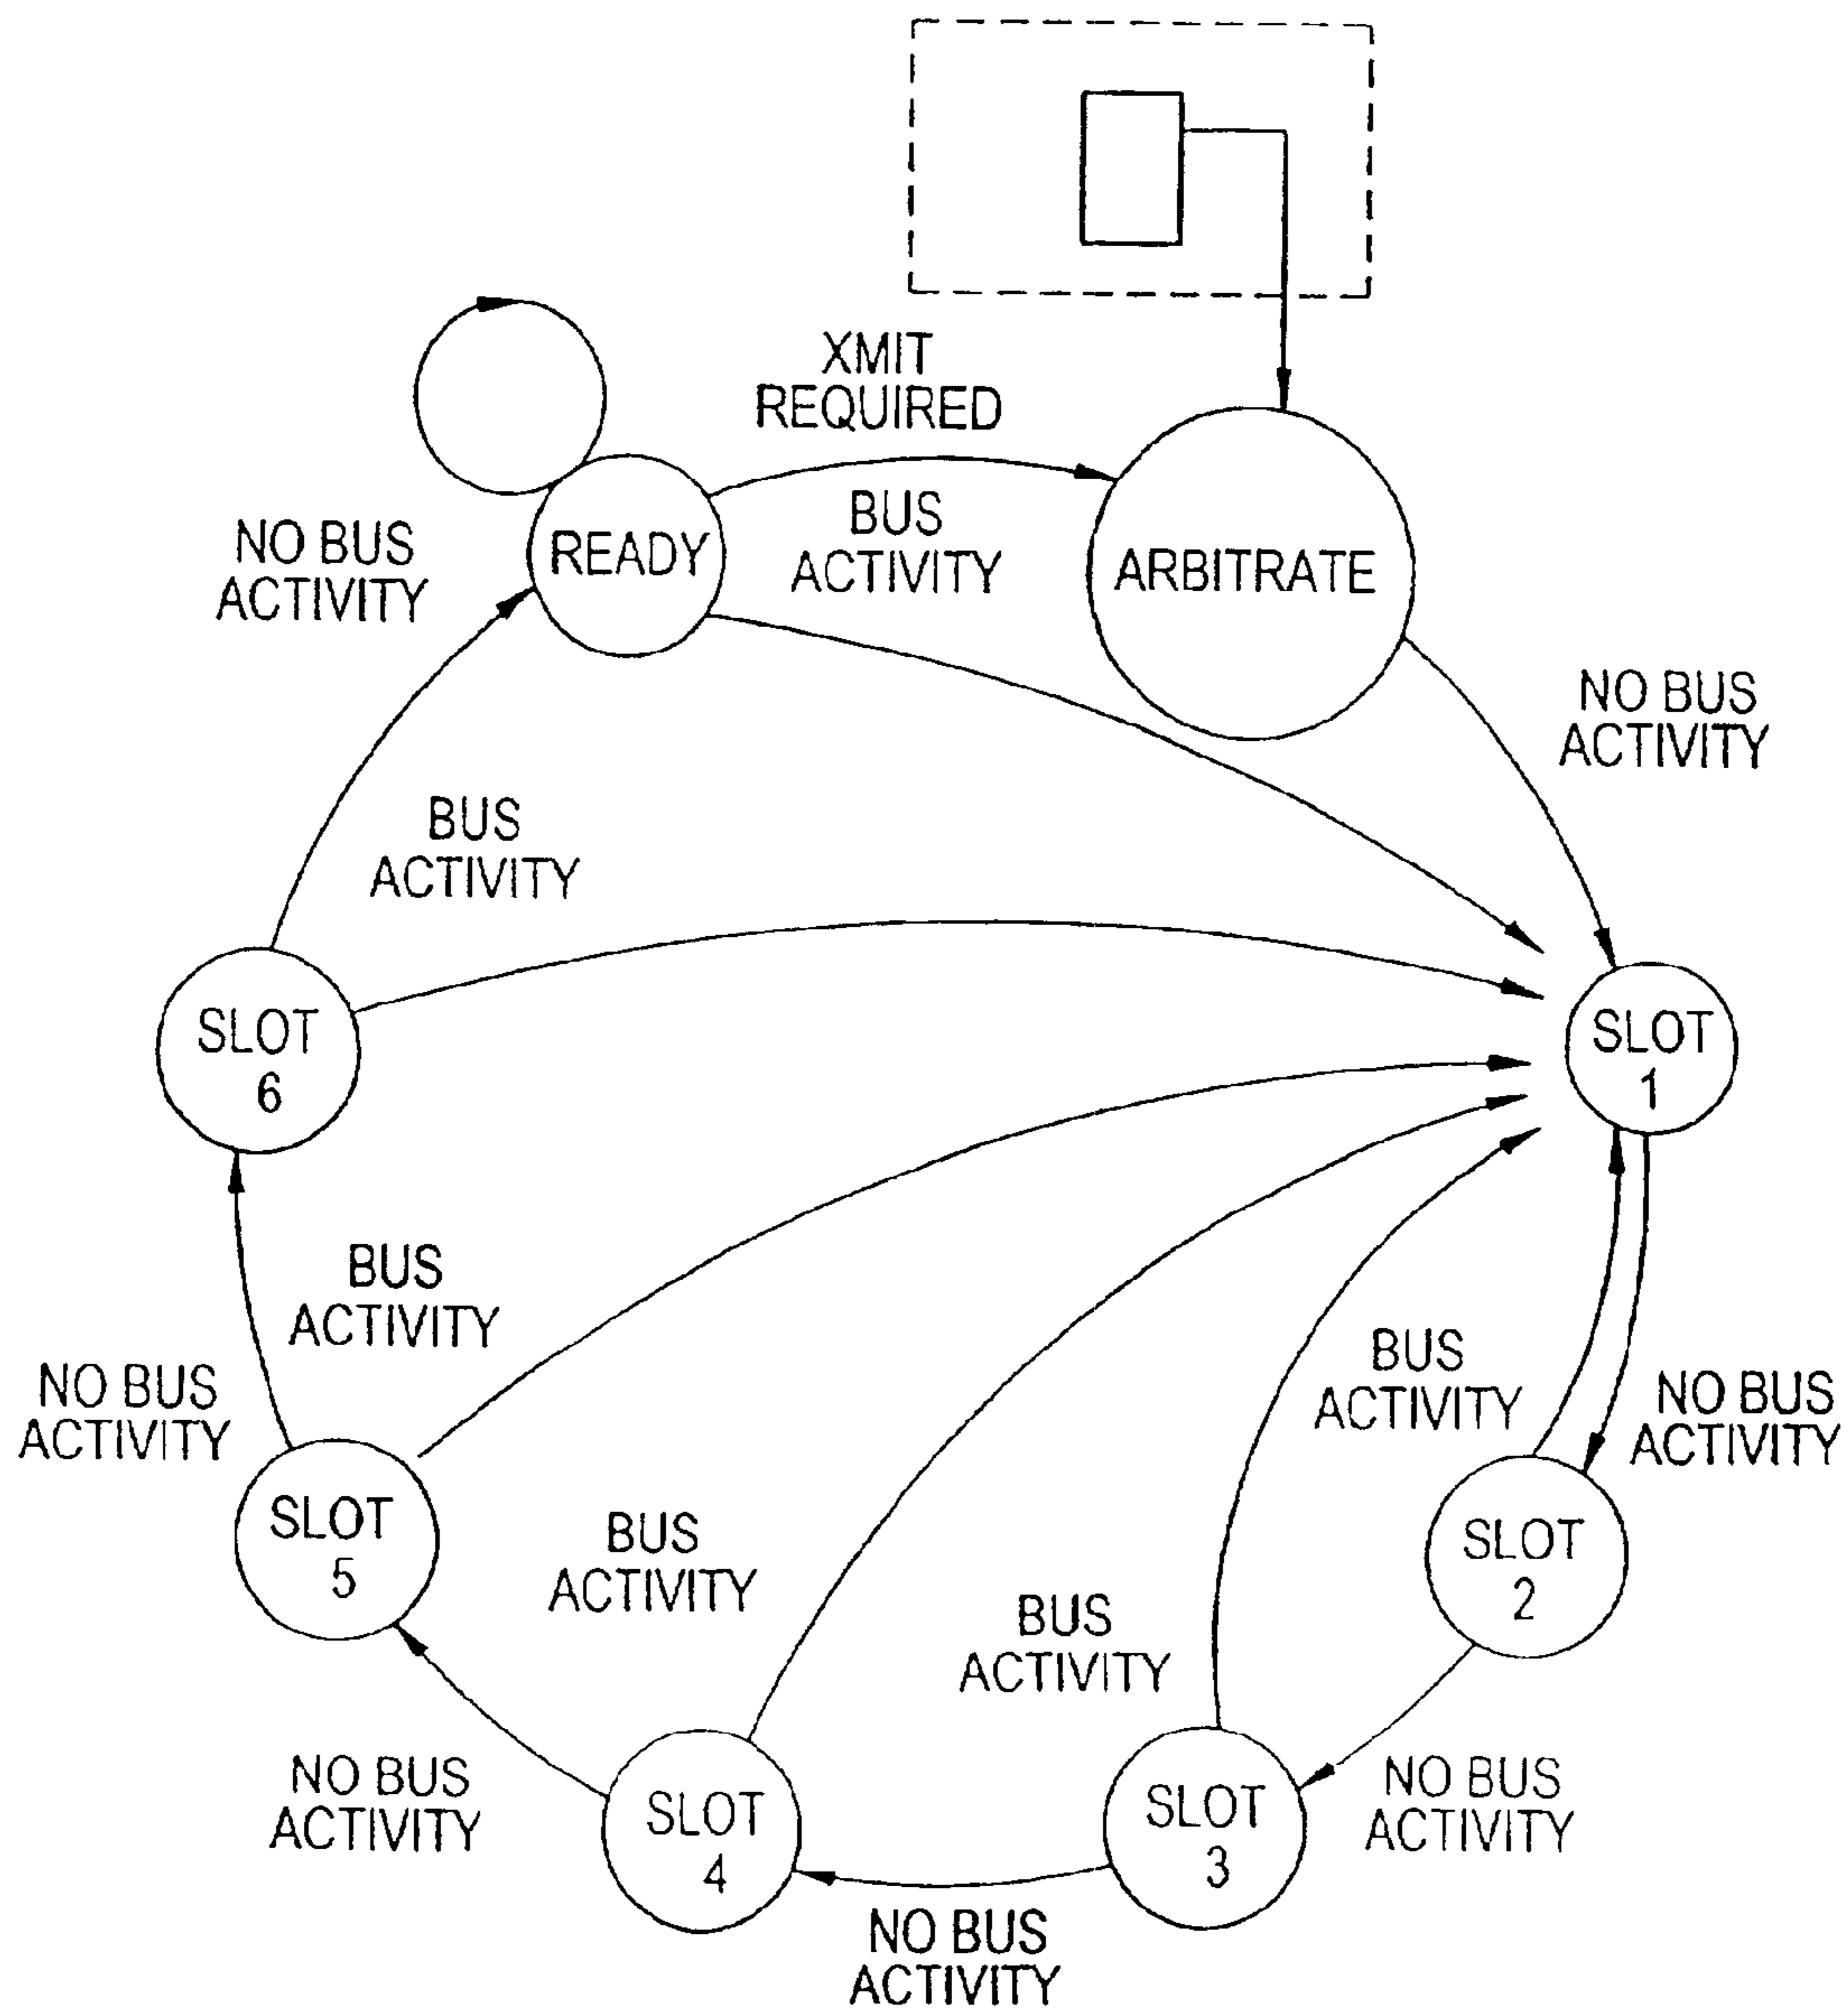 XMIT
REQUIRED
BUS
ACTIVITY
READY
ARBITRATE
NO BUS
ACTIVITY
NO BUS
ACTIVITY
BUS
ACTIVITY
SLOT
6
SLOT
1
BUS
ACTIVITY
NO BUS
ACTIVITY
BUS
ACTIVITY
NO BUS
ACTIVITY
SLOT
5
BUS
ACTIVITY
SLOT
2
BUS
ACTIVITY
NO BUS
ACTIVITY
SLOT
4
SLOT
3
NO BUS
ACTIVITY
NO BUS
ACTIVITY